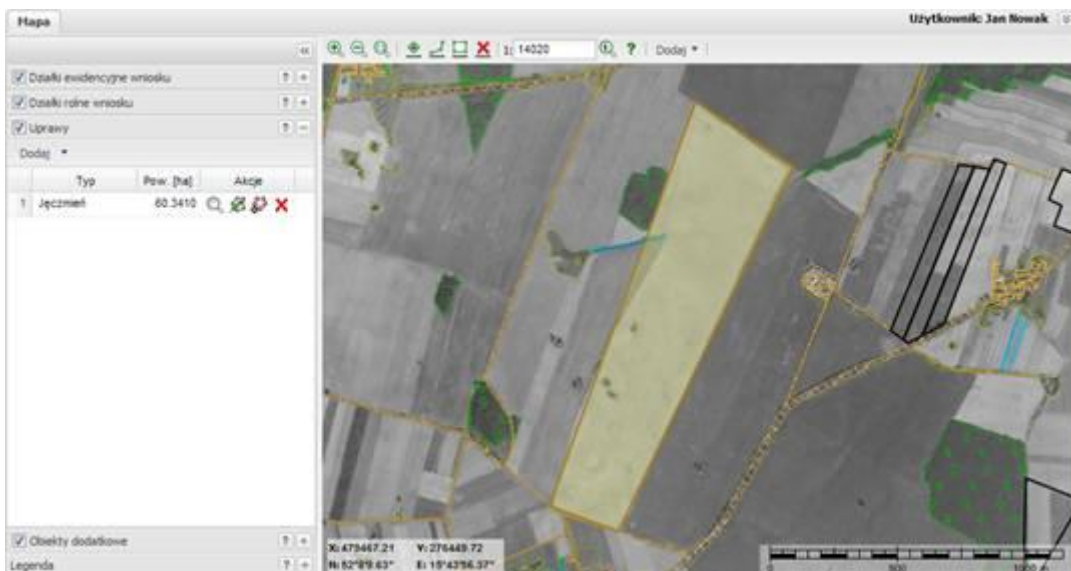 Mapa
Użytkownik: Jan Nowak
1: 14020
Dodaj
Działki ewidencyjne wniosku ? +
Działki rolne wniosku ? +
Uprawy ? −
Dodaj
Typ Pow. [ha] Akcje
1 Jęczmień 60.3410
Obiekty dodatkowe ? +
Legenda ? +
X: 479467.21 Y: 276449.72
N: 52°8'9.63" E: 15°43'56.37"
500 1000 m